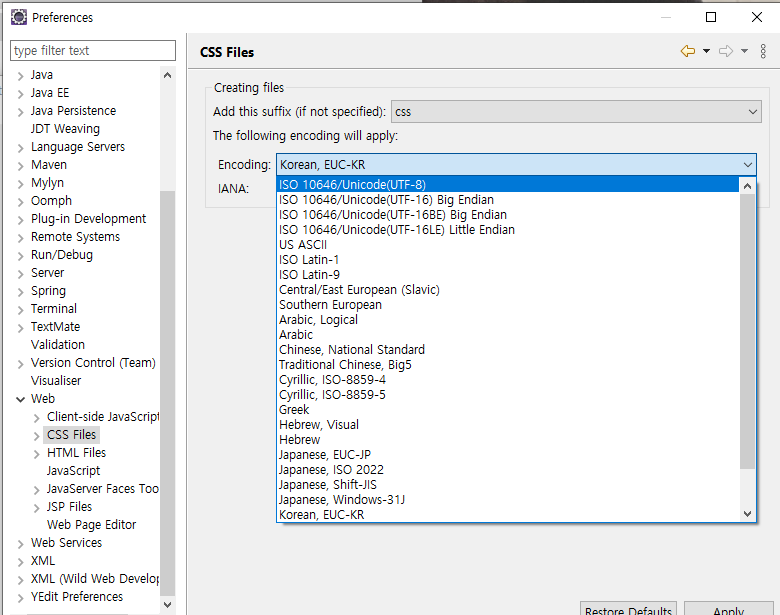 Preferences
type filter text
CSS Files
Java
Java EE
Java Persistence
JDT Weaving
Language Servers
Maven
Mylyn
Oomph
Plug-in Development
Remote Systems
Run/Debug
Server
Spring
Terminal
TextMate
Validation
Version Control (Team)
Visualiser
Web
Client-side JavaScript
CSS Files
HTML Files
JavaScript
JavaServer Faces Too
JSP Files
Web Page Editor
Web Services
XML
XML (Wild Web Develop
YEdit Preferences
Creating files
Add this suffix (if not specified): css
The following encoding will apply:
Encoding: Korean, EUC-KR
IANA:
ISO 10646/Unicode(UTF-8)
ISO 10646/Unicode(UTF-16) Big Endian
ISO 10646/Unicode(UTF-16BE) Big Endian
ISO 10646/Unicode(UTF-16LE) Little Endian
US ASCII
ISO Latin-1
ISO Latin-9
Central/East European (Slavic)
Southern European
Arabic, Logical
Arabic
Chinese, National Standard
Traditional Chinese, Big5
Cyrillic, ISO-8859-4
Cyrillic, ISO-8859-5
Greek
Hebrew, Visual
Hebrew
Japanese, EUC-JP
Japanese, ISO 2022
Japanese, Shift-JIS
Japanese, Windows-31J
Korean, EUC-KR
Restore Defaults
Apply